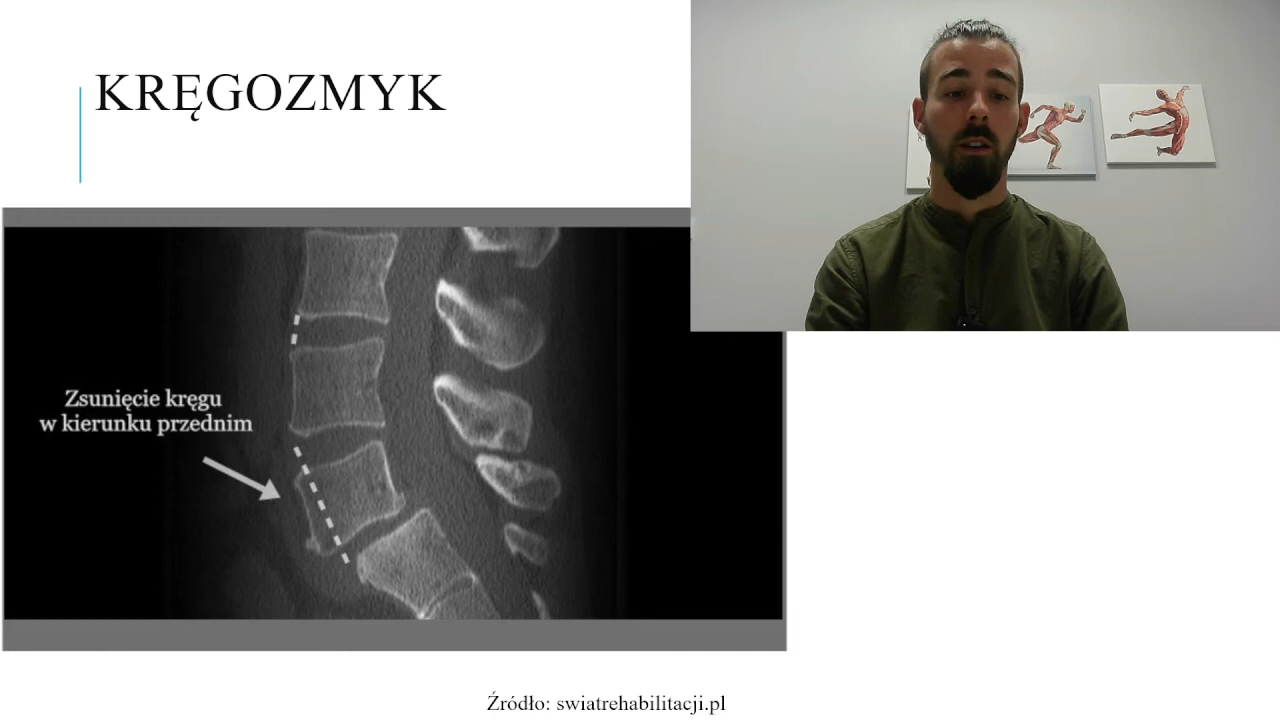 KRĘGOZMYK
Zsunięcie kręgu
w kierunku przednim
Źródło: swiatrehabilitacji.pl